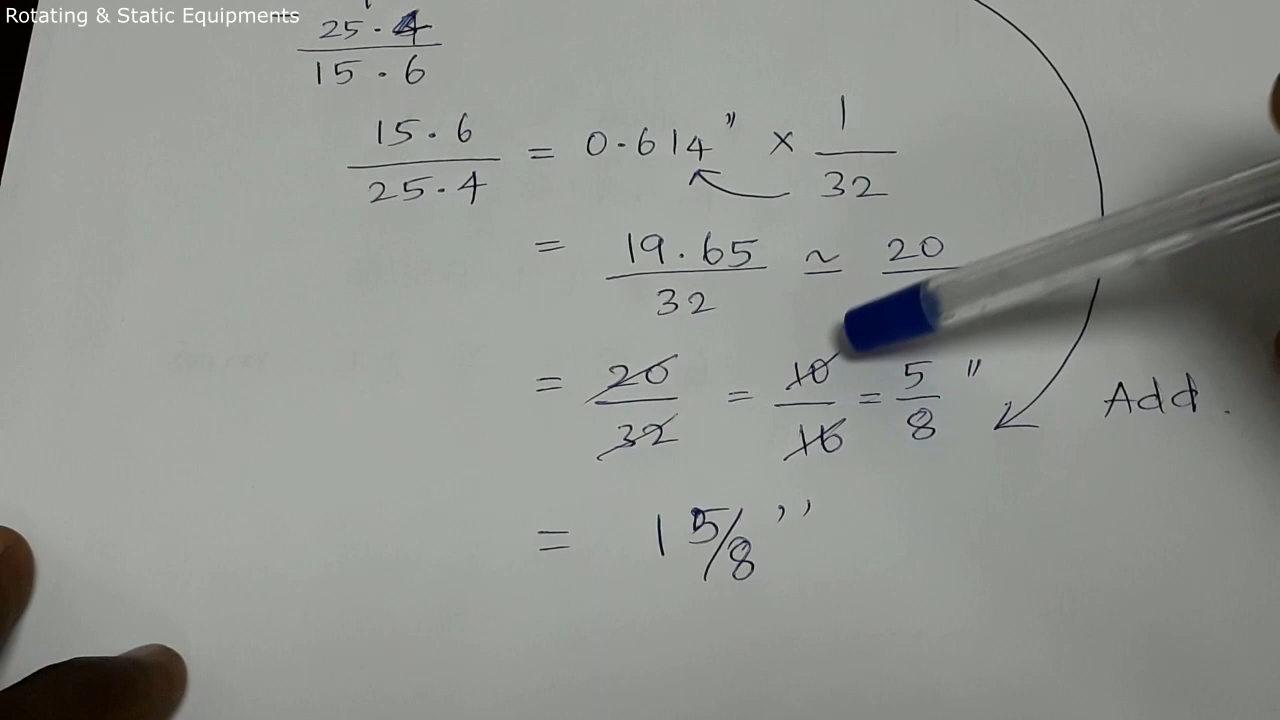 Rotating & Static Equipments
25.4
15.6
15.6 / 25.4 = 0.614" × 1/32
= 19.65/32 ≃ 20
= 20/32 = 10/16 = 5/8 "
Add.
= 1 5/8 ''